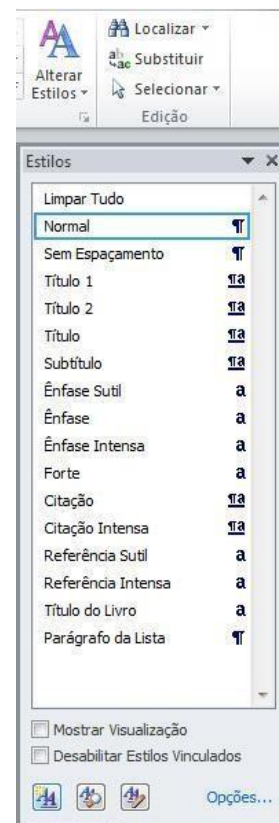 Localizar
Substituir
Alterar Estilos
Selecionar
Edição
Estilos
Limpar Tudo
Normal ¶
Sem Espaçamento ¶
Título 1 ¶a
Título 2 ¶a
Título ¶a
Subtítulo ¶a
Ênfase Sutil a
Ênfase a
Ênfase Intensa a
Forte a
Citação ¶a
Citação Intensa ¶a
Referência Sutil a
Referência Intensa a
Título do Livro a
Parágrafo da Lista ¶
Mostrar Visualização
Desabilitar Estilos Vinculados
Opções...